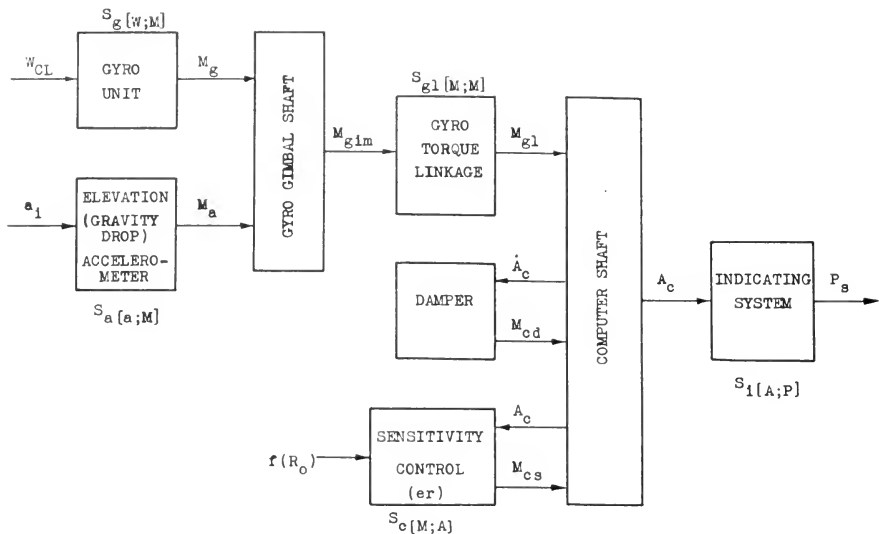 S_g[W;M]
W_CL
GYRO
UNIT
M_g
a_i
ELEVATION
(GRAVITY
DROP)
ACCELERO-
METER
M_a
S_a[a;M]
GYRO GIMBAL SHAFT
M_gim
S_gl[M;M]
GYRO
TORQUE
LINKAGE
M_gl
DAMPER
Ȧ_c
M_cd
f(R_o)
SENSITIVITY
CONTROL
(er)
A_c
M_cs
S_c[M;A]
COMPUTER SHAFT
A_c
INDICATING
SYSTEM
P_s
S_i[A;P]